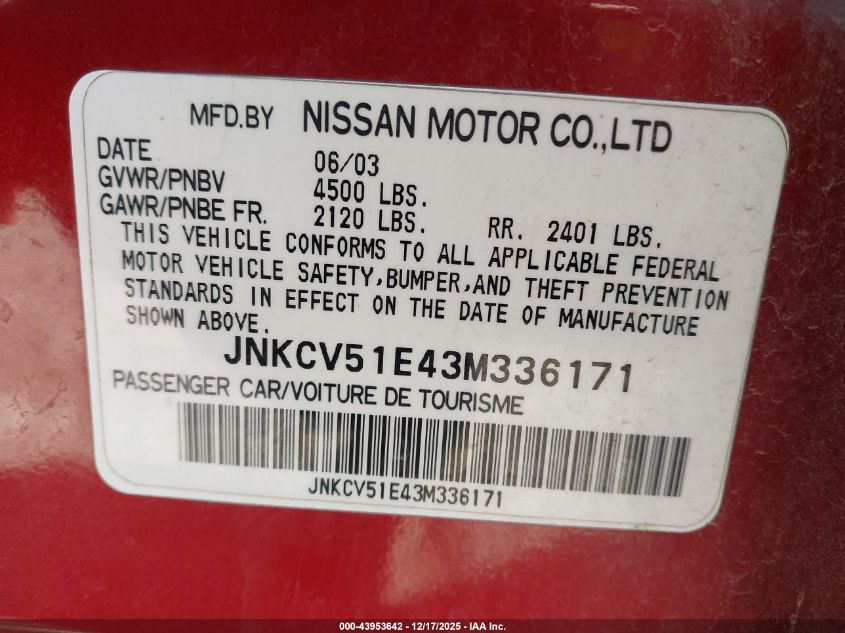 MFD.BY NISSAN MOTOR CO.,LTD
DATE 06/03
GVWR/PNBV 4500 LBS.
GAWR/PNBE FR. 2120 LBS. RR. 2401 LBS.
THIS VEHICLE CONFORMS TO ALL APPLICABLE FEDERAL
MOTOR VEHICLE SAFETY,BUMPER,AND THEFT PREVENTION
STANDARDS IN EFFECT ON THE DATE OF MANUFACTURE
SHOWN ABOVE.
JNKCV51E43M336171
PASSENGER CAR/VOITURE DE TOURISME
JNKCV51E43M336171
000-43953642 - 12/17/2025 - IAA Inc.